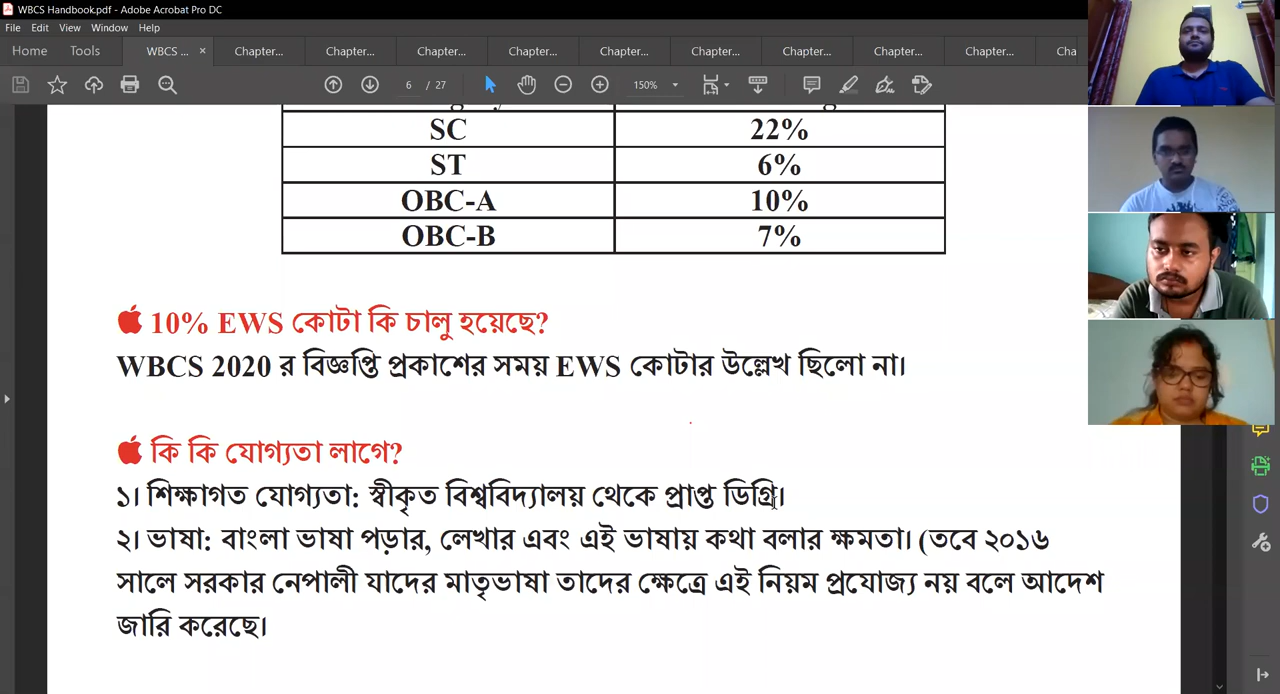 WBCS Handbook.pdf - Adobe Acrobat Pro DC
File Edit View Window Help
Home Tools WBCS ... × Chapter... Chapter... Chapter... Chapter... Chapter... Chapter... Chapter... Chapter... Chapter... Cha
6 / 27 150%
SC 22%
ST 6%
OBC-A 10%
OBC-B 7%
10% EWS কোটা কি চালু হয়েছে?
WBCS 2020 র বিজ্ঞপ্তি প্রকাশের সময় EWS কোটার উল্লেখ ছিলো না।
কি কি যোগ্যতা লাগে?
১। শিক্ষাগত যোগ্যতা: স্বীকৃত বিশ্ববিদ্যালয় থেকে প্রাপ্ত ডিগ্রি।
২। ভাষা: বাংলা ভাষা পড়ার, লেখার এবং এই ভাষায় কথা বলার ক্ষমতা। (তবে ২০১৬
সালে সরকার নেপালী যাদের মাতৃভাষা তাদের ক্ষেত্রে এই নিয়ম প্রযোজ্য নয় বলে আদেশ
জারি করেছে।